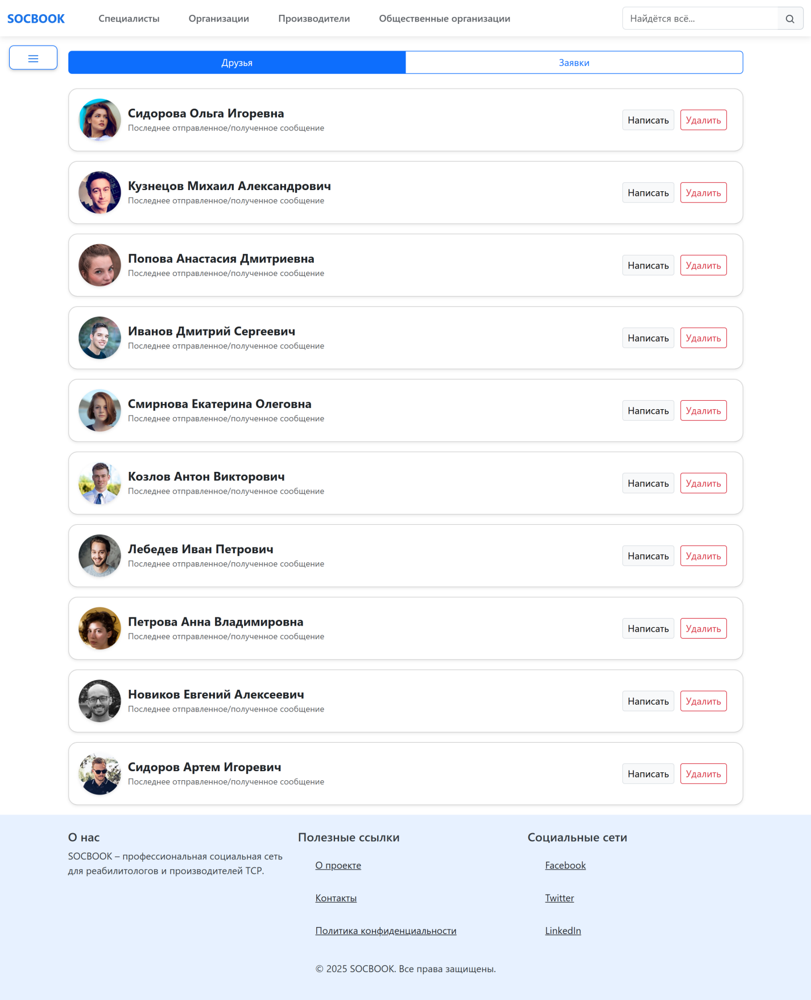 SOCBOOK
Специалисты
Организации
Производители
Общественные организации
Найдётся всё...
Друзья
Заявки
Сидорова Ольга Игоревна
Последнее отправленное/полученное сообщение
Написать
Удалить
Кузнецов Михаил Александрович
Последнее отправленное/полученное сообщение
Написать
Удалить
Попова Анастасия Дмитриевна
Последнее отправленное/полученное сообщение
Написать
Удалить
Иванов Дмитрий Сергеевич
Последнее отправленное/полученное сообщение
Написать
Удалить
Смирнова Екатерина Олеговна
Последнее отправленное/полученное сообщение
Написать
Удалить
Козлов Антон Викторович
Последнее отправленное/полученное сообщение
Написать
Удалить
Лебедев Иван Петрович
Последнее отправленное/полученное сообщение
Написать
Удалить
Петрова Анна Владимировна
Последнее отправленное/полученное сообщение
Написать
Удалить
Новиков Евгений Алексеевич
Последнее отправленное/полученное сообщение
Написать
Удалить
Сидоров Артем Игоревич
Последнее отправленное/полученное сообщение
Написать
Удалить
О нас
SOCBOOK – профессиональная социальная сеть
для реабилитологов и производителей ТСР.
Полезные ссылки
О проекте
Контакты
Политика конфиденциальности
Социальные сети
Facebook
Twitter
LinkedIn
© 2025 SOCBOOK. Все права защищены.